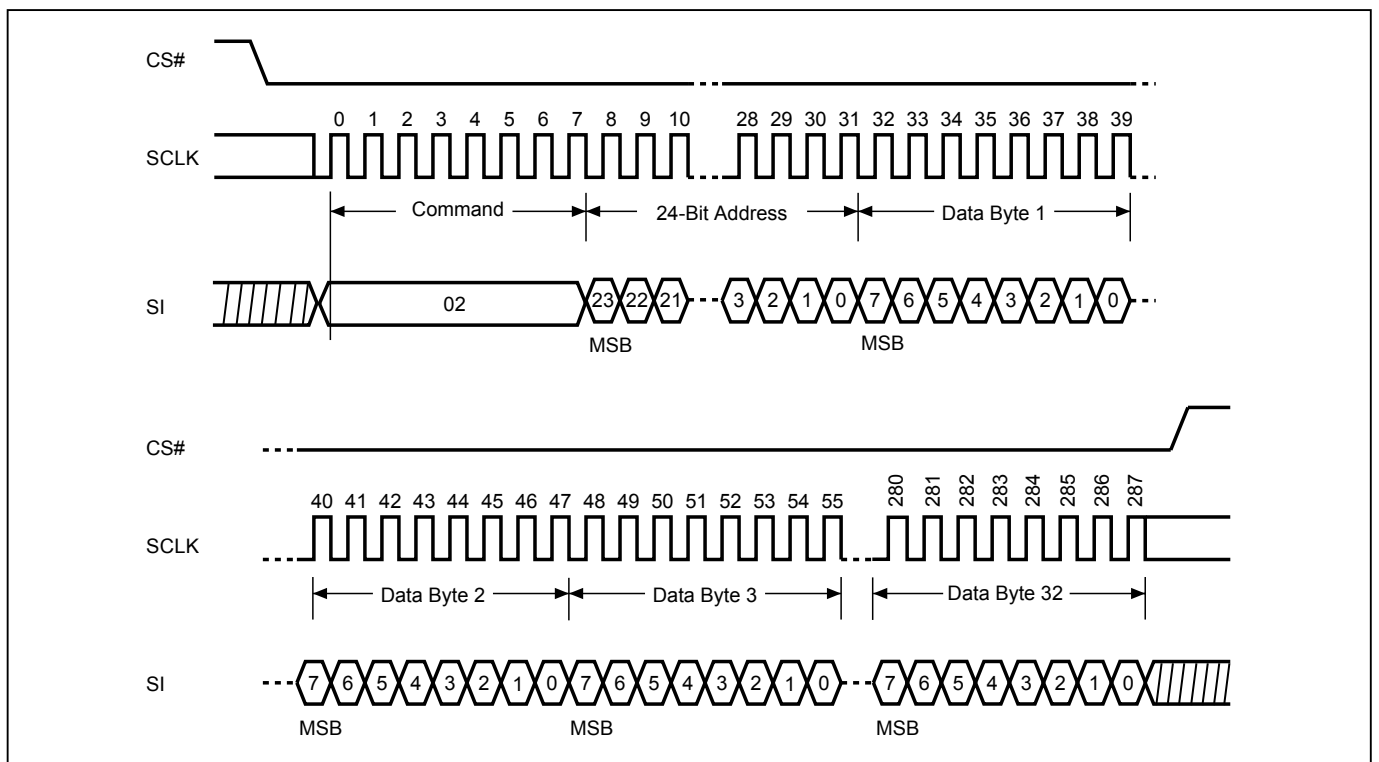 CS#
0 1 2 3 4 5 6 7 8 9 10 28 29 30 31 32 33 34 35 36 37 38 39
SCLK
Command 24-Bit Address Data Byte 1
SI 02 23 22 21 3 2 1 0 7 6 5 4 3 2 1 0
MSB MSB
CS#
40 41 42 43 44 45 46 47 48 49 50 51 52 53 54 55 280 281 282 283 284 285 286 287
SCLK
Data Byte 2 Data Byte 3 Data Byte 32
SI 7 6 5 4 3 2 1 0 7 6 5 4 3 2 1 0 7 6 5 4 3 2 1 0
MSB MSB MSB